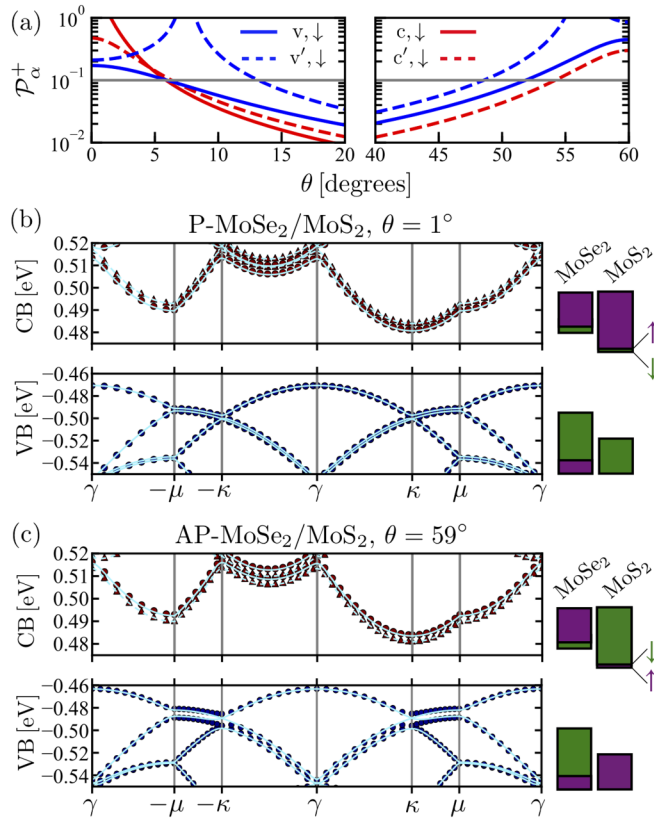 (a)
𝒫α+
10^0
10^-1
10^-2
v, ↓
v′, ↓
c, ↓
c′, ↓
0 5 10 15 20
40 45 50 55 60
θ [degrees]
(b)
P-MoSe2/MoS2, θ = 1°
CB [eV]
0.52
0.51
0.50
0.49
0.48
VB [eV]
−0.46
−0.48
−0.50
−0.52
−0.54
γ −μ −κ γ κ μ γ
MoSe2
MoS2
↑
↓
(c)
AP-MoSe2/MoS2, θ = 59°
CB [eV]
0.52
0.51
0.50
0.49
0.48
VB [eV]
−0.46
−0.48
−0.50
−0.52
−0.54
γ −μ −κ γ κ μ γ
MoSe2
MoS2
↓
↑